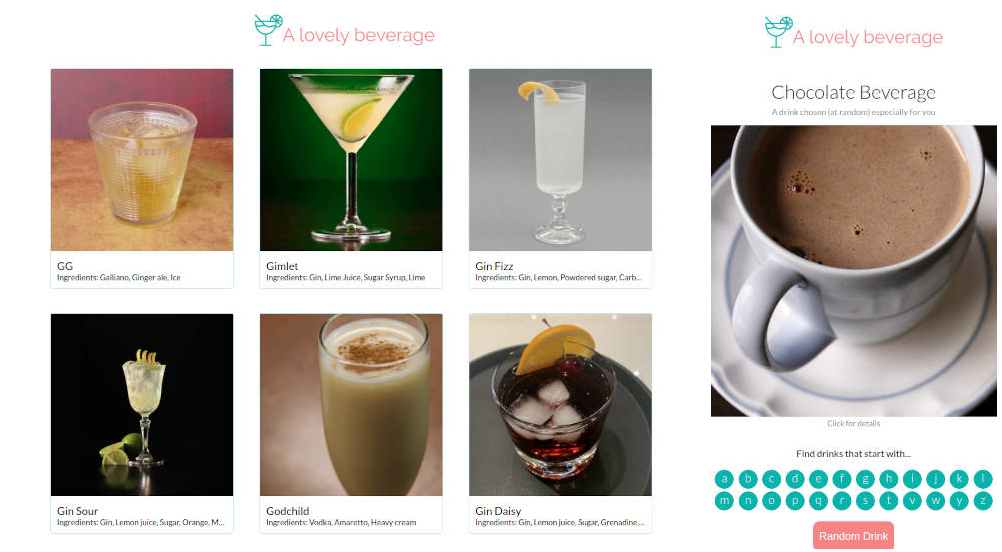 A lovely beverage
GG
Ingredients: Galliano, Ginger ale, Ice
Gimlet
Ingredients: Gin, Lime Juice, Sugar Syrup, Lime
Gin Fizz
Ingredients: Gin, Lemon, Powdered sugar, Carb...
Gin Sour
Ingredients: Gin, Lemon juice, Sugar, Orange, M...
Godchild
Ingredients: Vodka, Amaretto, Heavy cream
Gin Daisy
Ingredients: Gin, Lemon juice, Sugar, Grenadine,...
A lovely beverage
Chocolate Beverage
A drink chosen (at random) especially for you
Click for details
Find drinks that start with...
a b c d e f g h i j k l
m n o p q r s t v w y z
Random Drink